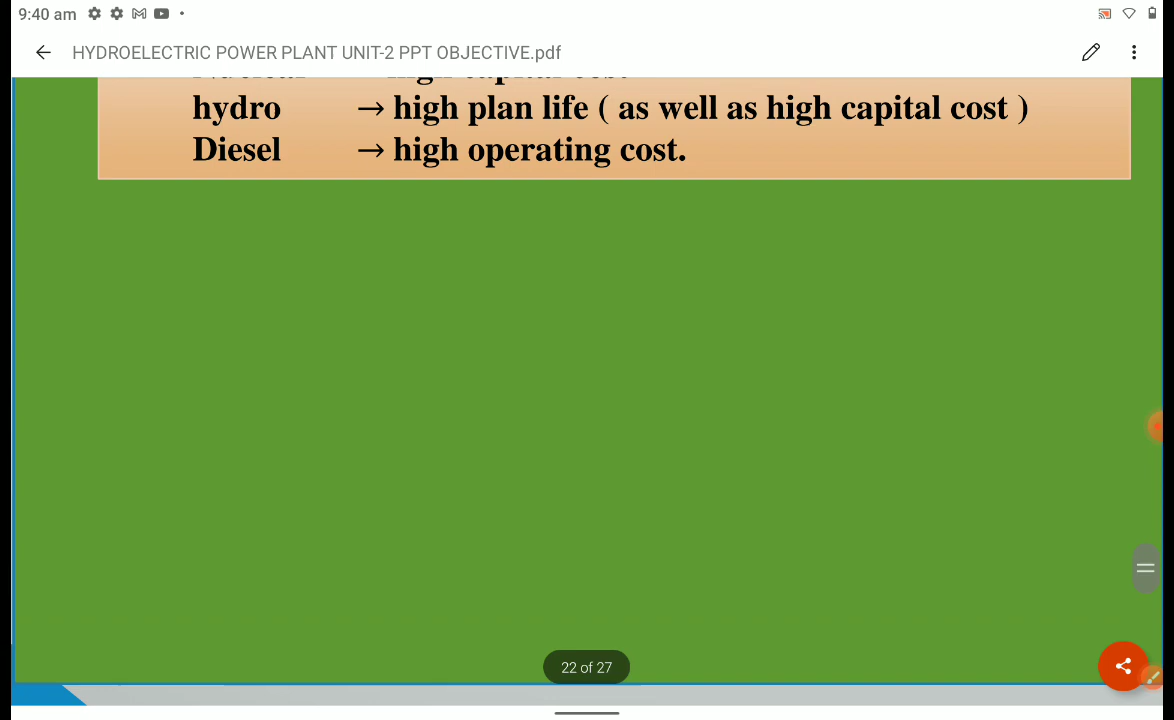 9:40 am
HYDROELECTRIC POWER PLANT UNIT-2 PPT OBJECTIVE.pdf
hydro → high plan life ( as well as high capital cost )
Diesel → high operating cost.
22 of 27